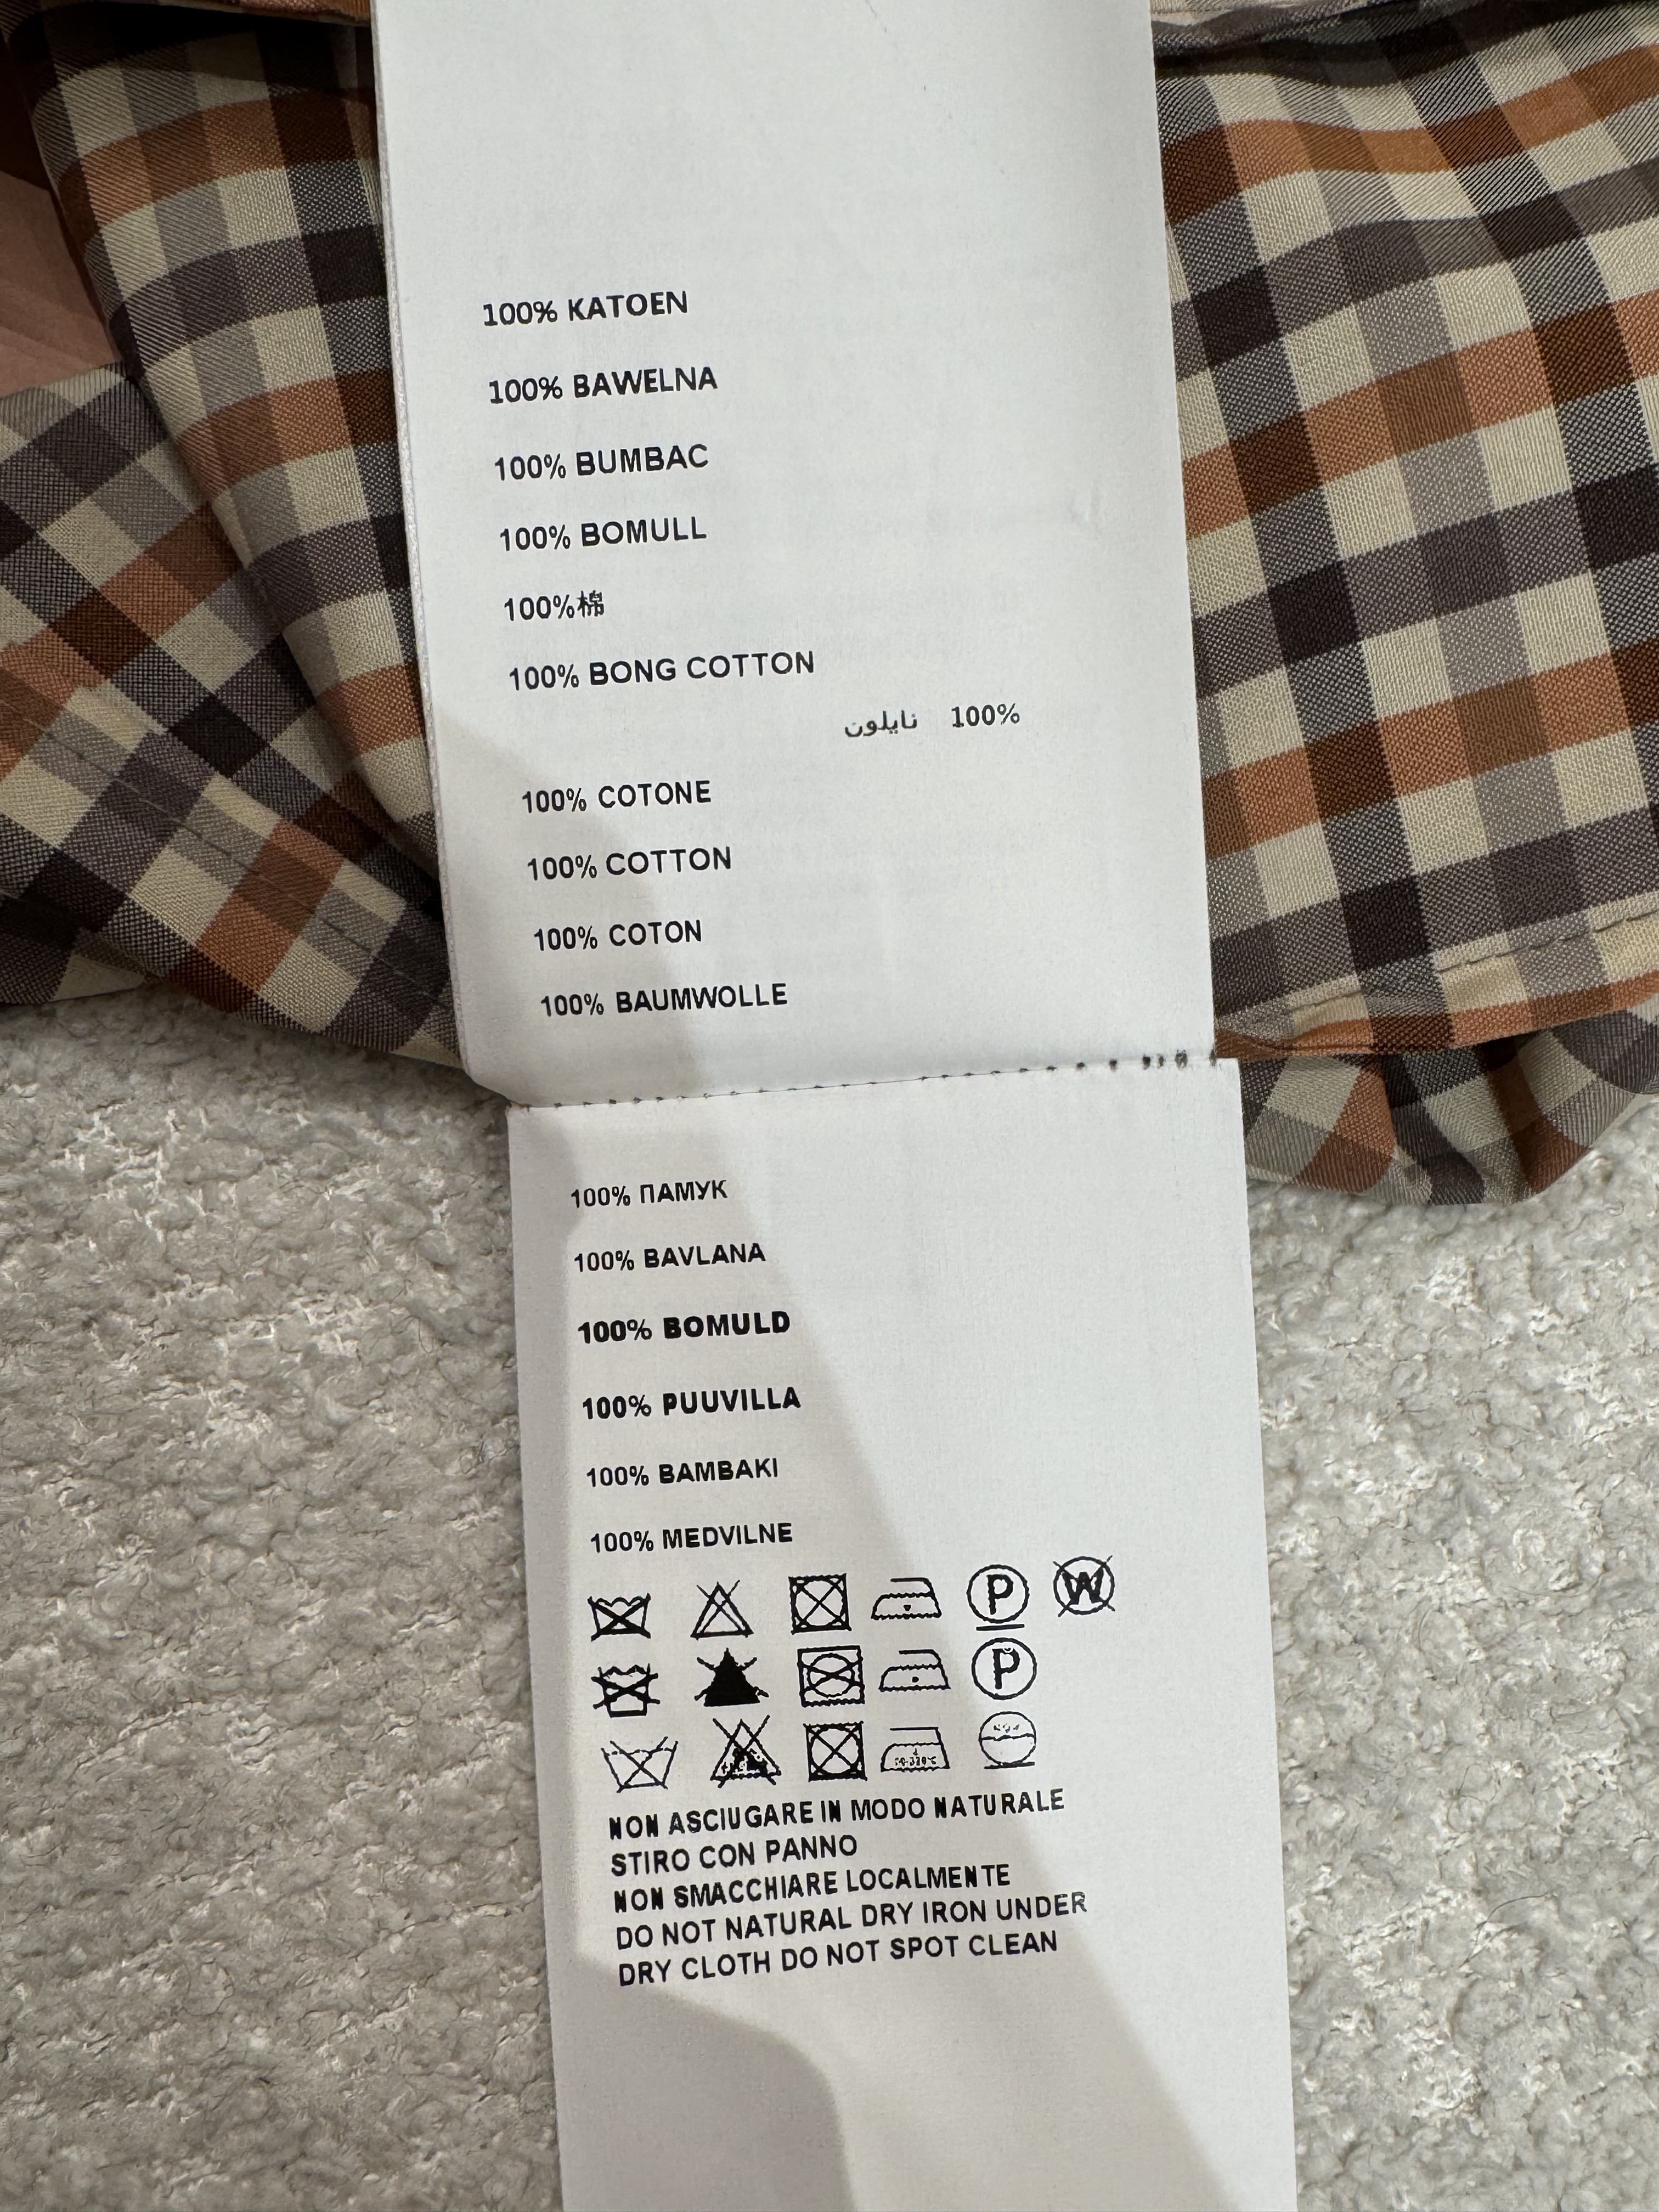 100% KATOEN
100% BAWELNA
100% BUMBAC
100% BOMULL
100%棉
100% BONG COTTON
100% نايلون
100% COTONE
100% COTTON
100% COTON
100% BAUMWOLLE
100% ПАМУК
100% BAVLANA
100% BOMULD
100% PUUVILLA
100% BAMBAKI
100% MEDVILNE
P W
P
NON ASCIUGARE IN MODO NATURALE
STIRO CON PANNO
NON SMACCHIARE LOCALMENTE
DO NOT NATURAL DRY IRON UNDER
DRY CLOTH DO NOT SPOT CLEAN